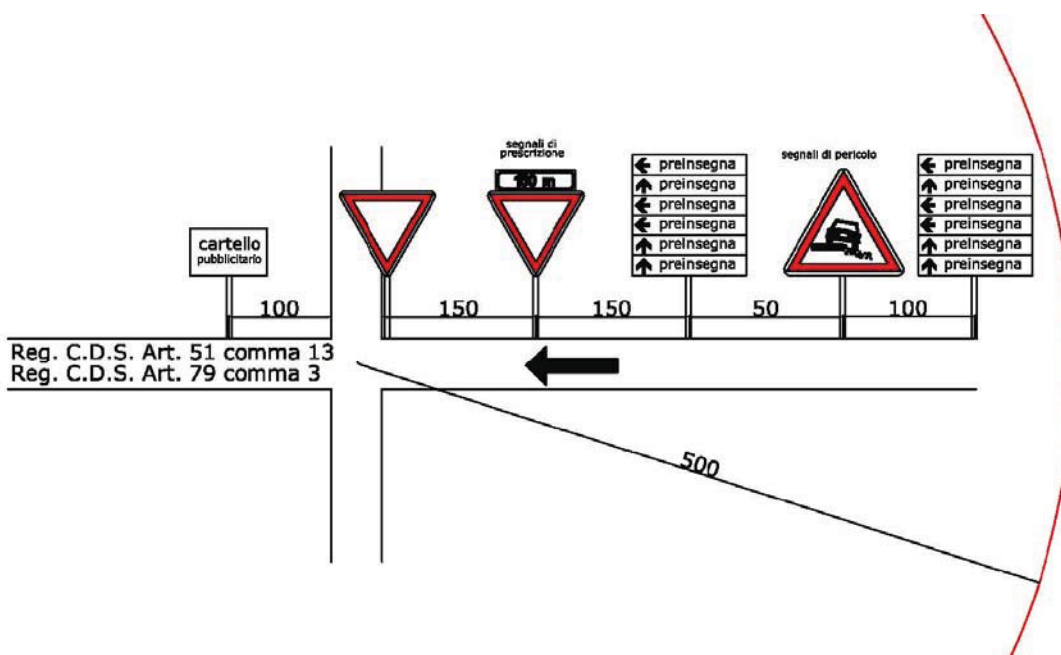 segnali di
prescrizione
150 m
preinsegna
preinsegna
preinsegna
preinsegna
preinsegna
preinsegna
segnali di pericolo
preinsegna
preinsegna
preinsegna
preinsegna
preinsegna
preinsegna
cartello
pubblicitario
100
150
150
50
100
Reg. C.D.S. Art. 51 comma 13
Reg. C.D.S. Art. 79 comma 3
500